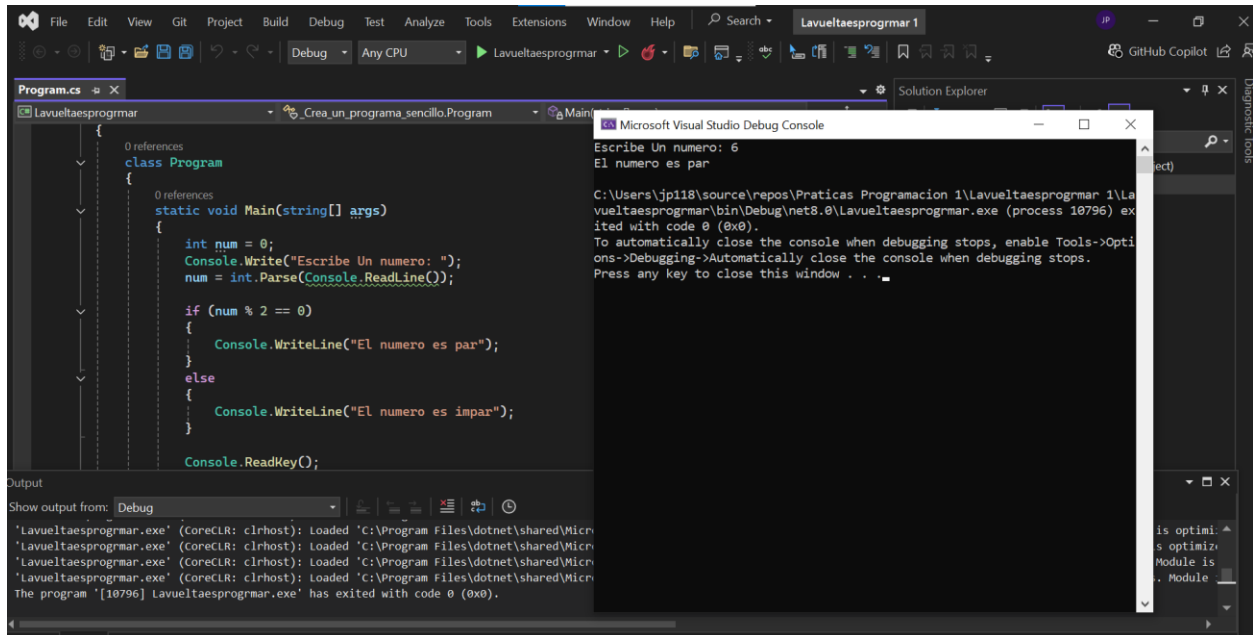 File Edit View Git Project Build Debug Test Analyze Tools Extensions Window Help Search Lavueltaesprogrmar 1 JP
Debug Any CPU Lavueltaesprogrmar GitHub Copilot
Program.cs
Solution Explorer
Diagnostic Tools
Lavueltaesprogrmar _Crea_un_programa_sencillo.Program
{
0 references
class Program
{
0 references
static void Main(string[] args)
{
int num = 0;
Console.Write("Escribe Un numero: ");
num = int.Parse(Console.ReadLine());
if (num % 2 == 0)
{
Console.WriteLine("El numero es par");
}
else
{
Console.WriteLine("El numero es impar");
}
Console.ReadKey();
Microsoft Visual Studio Debug Console
Escribe Un numero: 6
El numero es par
C:\Users\jp118\source\repos\Praticas Programacion 1\Lavueltaesprogrmar 1\La
vueltaesprogrmar\bin\Debug\net8.0\Lavueltaesprogrmar.exe (process 10796) ex
ited with code 0 (0x0).
To automatically close the console when debugging stops, enable Tools->Opti
ons->Debugging->Automatically close the console when debugging stops.
Press any key to close this window . . .
Output
Show output from: Debug
'Lavueltaesprogrmar.exe' (CoreCLR: clrhost): Loaded 'C:\Program Files\dotnet\shared\Micr is optimi
'Lavueltaesprogrmar.exe' (CoreCLR: clrhost): Loaded 'C:\Program Files\dotnet\shared\Micr s optimiz
'Lavueltaesprogrmar.exe' (CoreCLR: clrhost): Loaded 'C:\Program Files\dotnet\shared\Micr Module is
'Lavueltaesprogrmar.exe' (CoreCLR: clrhost): Loaded 'C:\Program Files\dotnet\shared\Micr . Module
The program '[10796] Lavueltaesprogrmar.exe' has exited with code 0 (0x0).